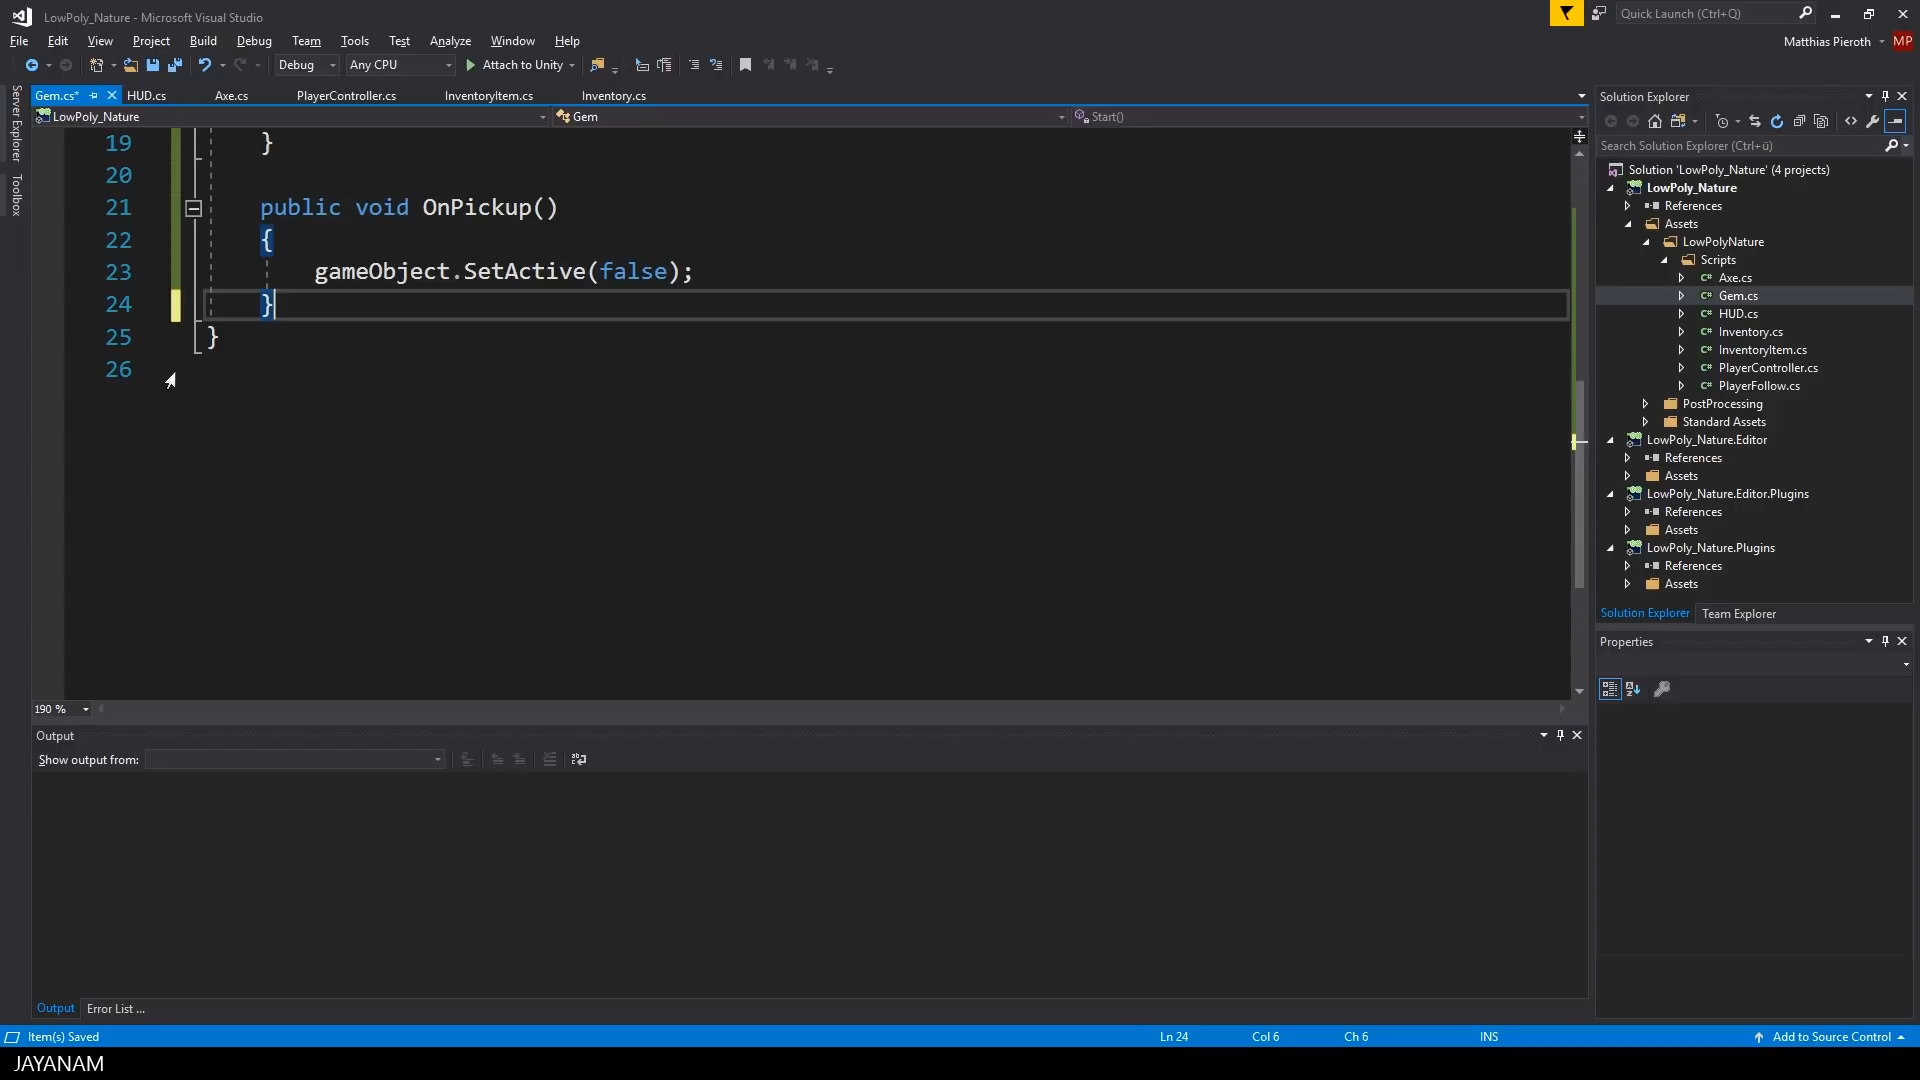 LowPoly_Nature - Microsoft Visual Studio
Quick Launch (Ctrl+Q)
File Edit View Project Build Debug Team Tools Test Analyze Window Help
Matthias Pieroth MP
Debug Any CPU Attach to Unity
Server Explorer
Toolbox
Gem.cs* HUD.cs Axe.cs PlayerController.cs InventoryItem.cs Inventory.cs
LowPoly_Nature Gem Start()
19 }
20
21 public void OnPickup()
22 {
23 gameObject.SetActive(false);
24 }
25 }
26
190 %
Output
Show output from:
Output Error List ...
Solution Explorer
Search Solution Explorer (Ctrl+ü)
Solution 'LowPoly_Nature' (4 projects)
LowPoly_Nature
References
Assets
LowPolyNature
Scripts
C# Axe.cs
C# Gem.cs
C# HUD.cs
C# Inventory.cs
C# InventoryItem.cs
C# PlayerController.cs
C# PlayerFollow.cs
PostProcessing
Standard Assets
LowPoly_Nature.Editor
References
Assets
LowPoly_Nature.Editor.Plugins
References
Assets
LowPoly_Nature.Plugins
References
Assets
Solution Explorer Team Explorer
Properties
Item(s) Saved Ln 24 Col 6 Ch 6 INS Add to Source Control
JAYANAM